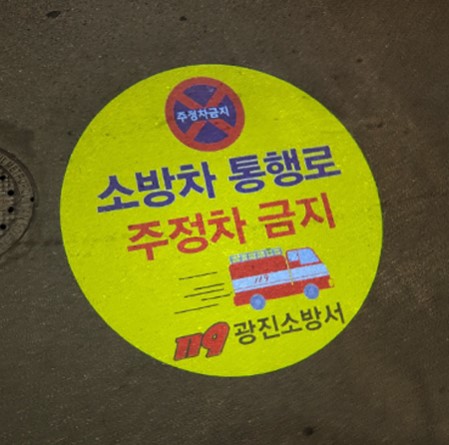 주정차금지
소방차 통행로
주정차 금지
119
119 광진소방서